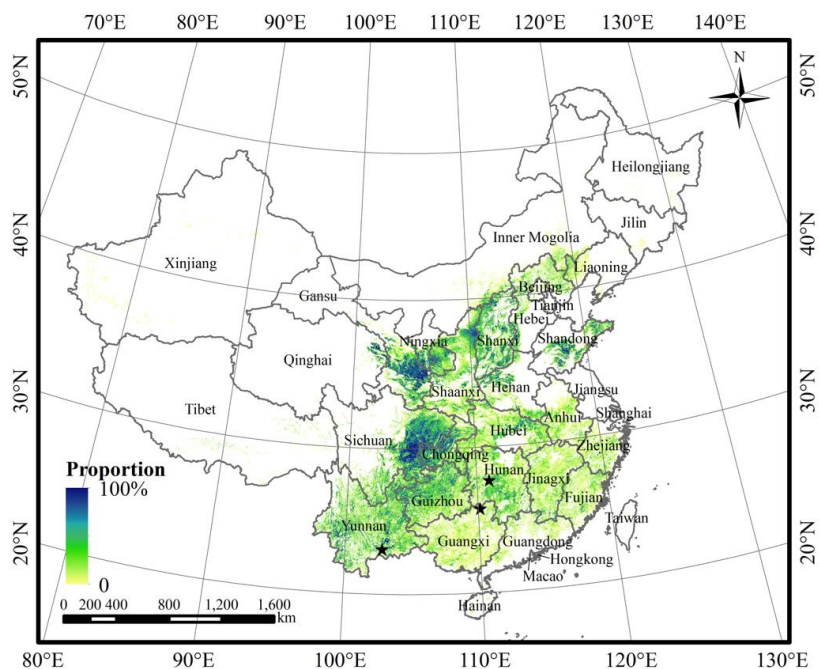 70°E 80°E 90°E 100°E 110°E 120°E 130°E 140°E
N
50°N 50°N
Heilongjiang
Jilin
Inner Mogolia
40°N 40°N
Xinjiang
Liaoning
Beijing
Gansu
Tianjin
Hebei
Ningxia
Shanxi
Shandong
Qinghai
30°N 30°N
Shaanxi
Henan
Jiangsu
Tibet
Anhui
Shanghai
Sichuan
Hubei
Zhejiang
Chongqing
Proportion
100%
Hunan
Jinagxi
Guizhou
Fujian
Taiwan
Yunnan
20°N 20°N
Guangxi
Guangdong
Hongkong
Macao
0
Hainan
0 200 400 800 1,200 1,600
km
80°E 90°E 100°E 110°E 120°E 130°E